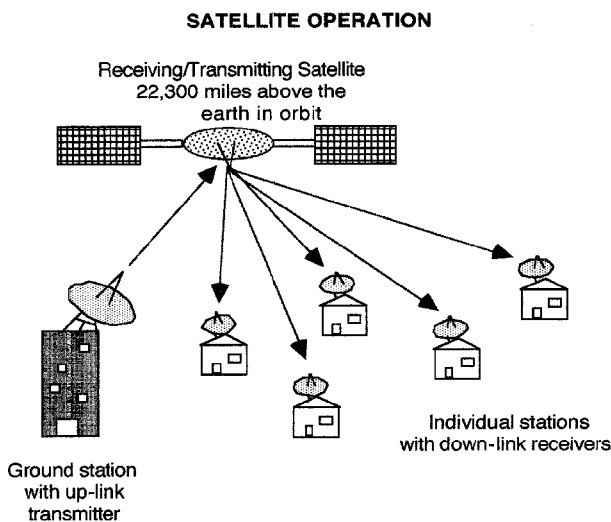 SATELLITE OPERATION
Receiving/Transmitting Satellite
22,300 miles above the
earth in orbit
Individual stations
with down-link receivers
Ground station
with up-link
transmitter